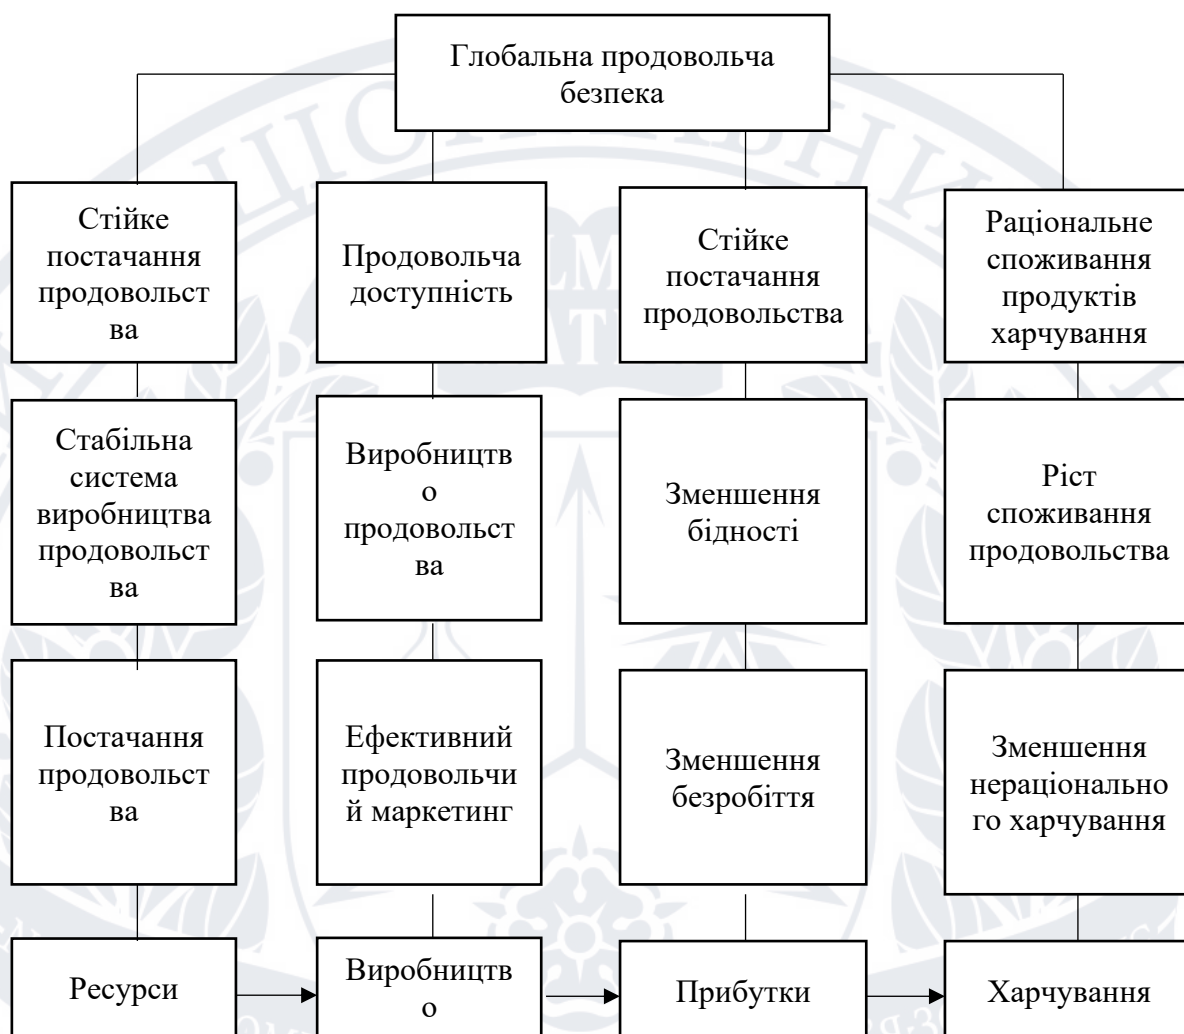 Глобальна продовольча
безпека
Стійке
постачання
продовольст
ва
Продовольча
доступність
Стійке
постачання
продовольства
Раціональне
споживання
продуктів
харчування
Стабільна
система
виробництва
продовольст
ва
Виробництв
о
продовольст
ва
Зменшення
бідності
Ріст
споживання
продовольства
Постачання
продовольст
ва
Ефективний
продовольчи
й маркетинг
Зменшення
безробіття
Зменшення
нераціонально
го харчування
Ресурси
Виробництв
о
Прибутки
Харчування